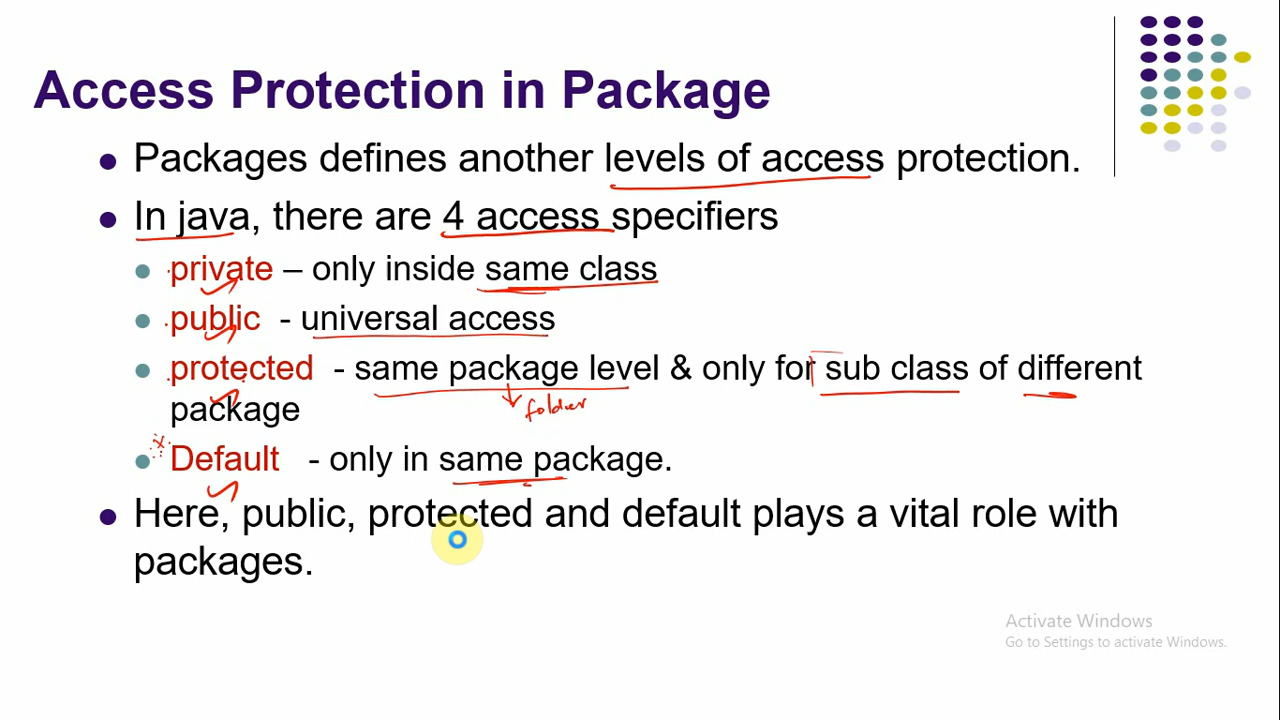 Access Protection in Package
Packages defines another levels of access protection.
In java, there are 4 access specifiers
private – only inside same class
public - universal access
protected - same package level & only for sub class of different
package
folder
Default - only in same package.
Here, public, protected and default plays a vital role with
packages.
Activate Windows
Go to Settings to activate Windows.